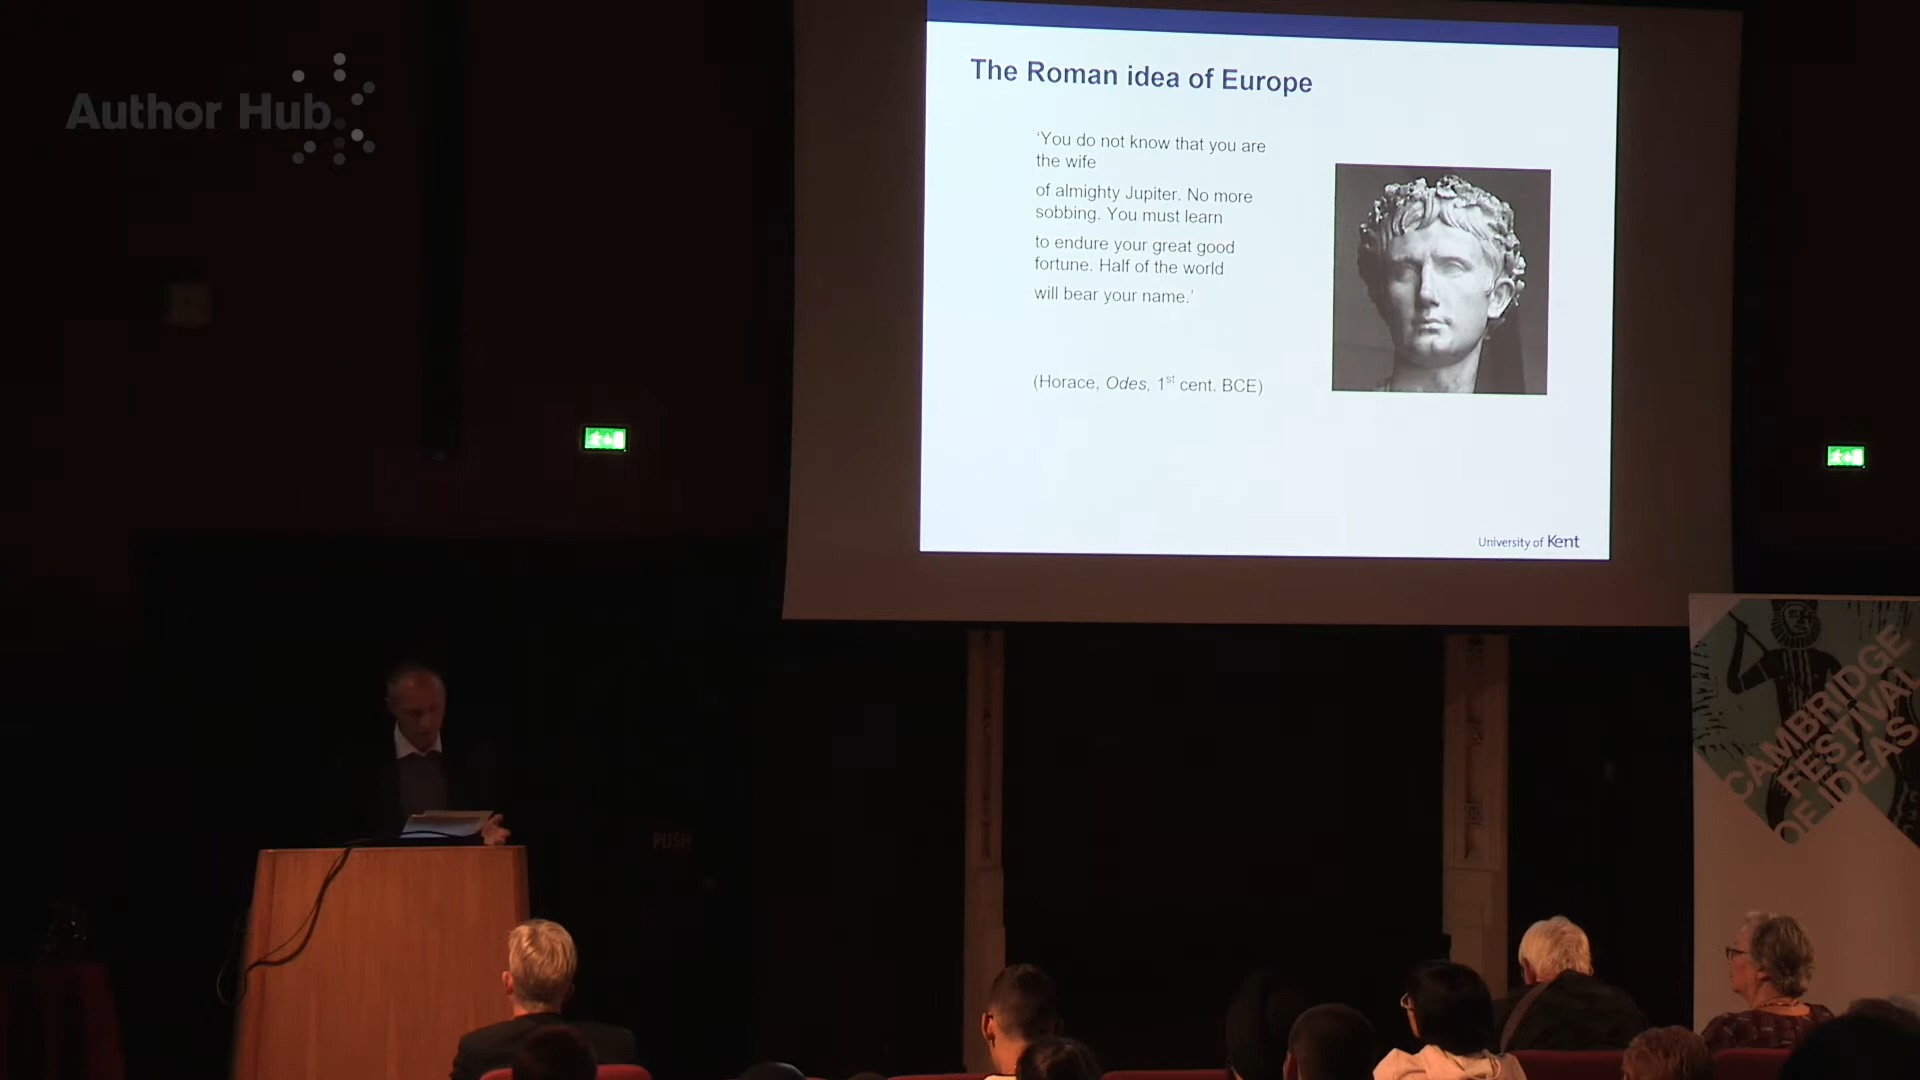 Author Hub
The Roman idea of Europe
‘You do not know that you are
the wife
of almighty Jupiter. No more
sobbing. You must learn
to endure your great good
fortune. Half of the world
will bear your name.’
(Horace, Odes, 1st cent. BCE)
University of Kent
PUSH
CAMBRIDGE
FESTIVAL
OF IDEAS